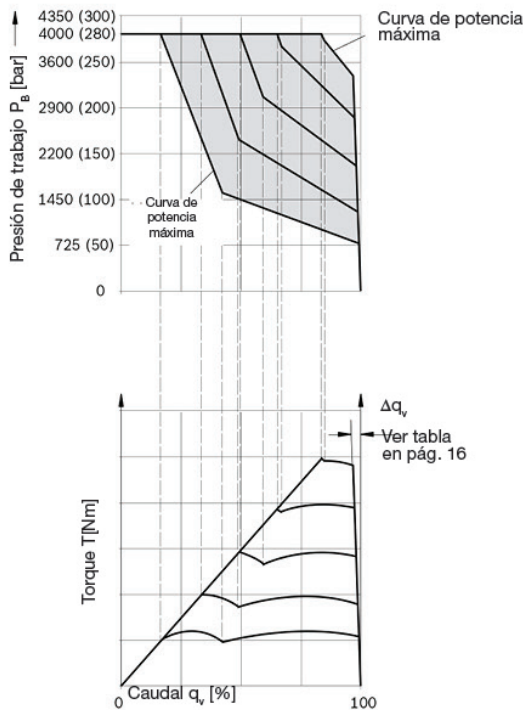 Presión de trabajo P_B [bar]
4350 (300)
4000 (280)
3600 (250)
2900 (200)
2200 (150)
1450 (100)
725 (50)
0
Curva de potencia
máxima
Curva de
potencia
máxima
Δq_v
Ver tabla
en pág. 16
Torque T[Nm]
0
Caudal q_v [%]
100